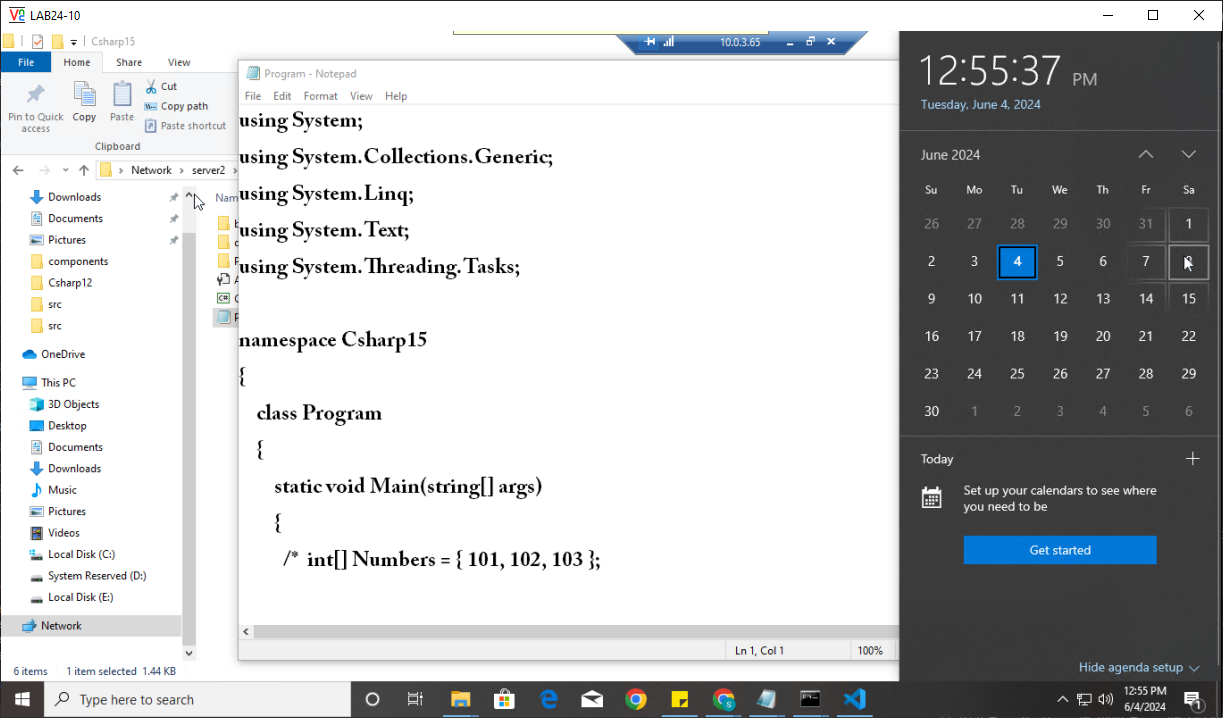 LAB24-10
Csharp15
10.0.3.65
File Home Share View
Pin to Quick access
Copy
Paste
Cut
Copy path
Paste shortcut
Clipboard
Network
server2
Downloads
Documents
Pictures
components
Csharp12
src
src
OneDrive
This PC
3D Objects
Desktop
Documents
Downloads
Music
Pictures
Videos
Local Disk (C:)
System Reserved (D:)
Local Disk (E:)
Network
6 items 1 item selected 1.44 KB
Program - Notepad
File Edit Format View Help
using System;
using System.Collections.Generic;
using System.Linq;
using System.Text;
using System.Threading.Tasks;
namespace Csharp15
{
class Program
{
static void Main(string[] args)
{
/* int[] Numbers = { 101, 102, 103 };
Ln 1, Col 1 100%
12:55:37 PM
Tuesday, June 4, 2024
June 2024
Su Mo Tu We Th Fr Sa
26 27 28 29 30 31 1
2 3 4 5 6 7
9 10 11 12 13 14 15
16 17 18 19 20 21 22
23 24 25 26 27 28 29
30 1 2 3 4 5 6
Today
Set up your calendars to see where
you need to be
Get started
Hide agenda setup
Type here to search
12:55 PM
6/4/2024
1